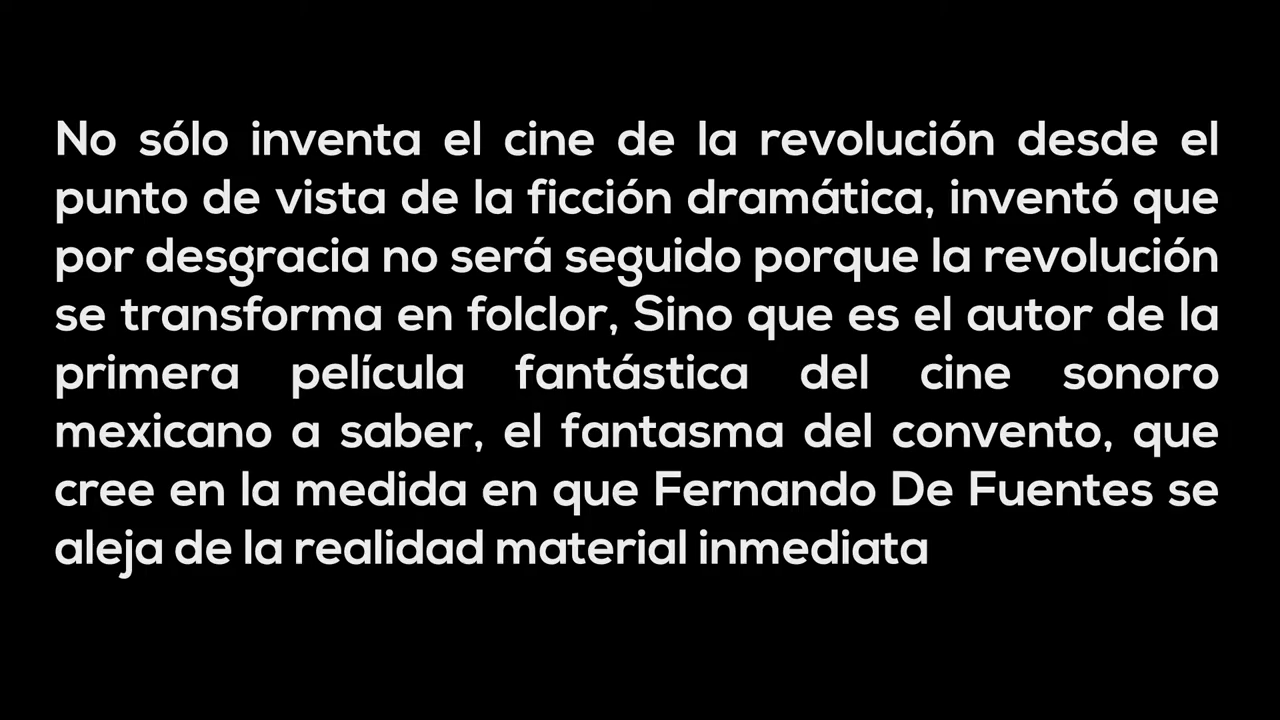 No sólo inventa el cine de la revolución desde el
punto de vista de la ficción dramática, inventó que
por desgracia no será seguido porque la revolución
se transforma en folclor, Sino que es el autor de la
primera película fantástica del cine sonoro
mexicano a saber, el fantasma del convento, que
cree en la medida en que Fernando De Fuentes se
aleja de la realidad material inmediata